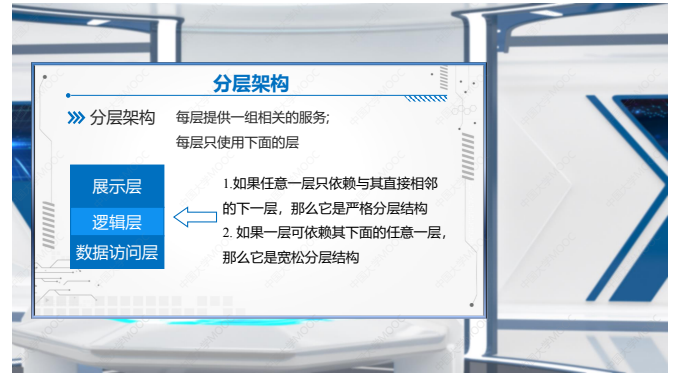 分层架构
分层架构
每层提供一组相关的服务;
每层只使用下面的层
展示层
逻辑层
数据访问层
1.如果任意一层只依赖与其直接相邻
的下一层，那么它是严格分层结构
2. 如果一层可依赖其下面的任意一层，
那么它是宽松分层结构